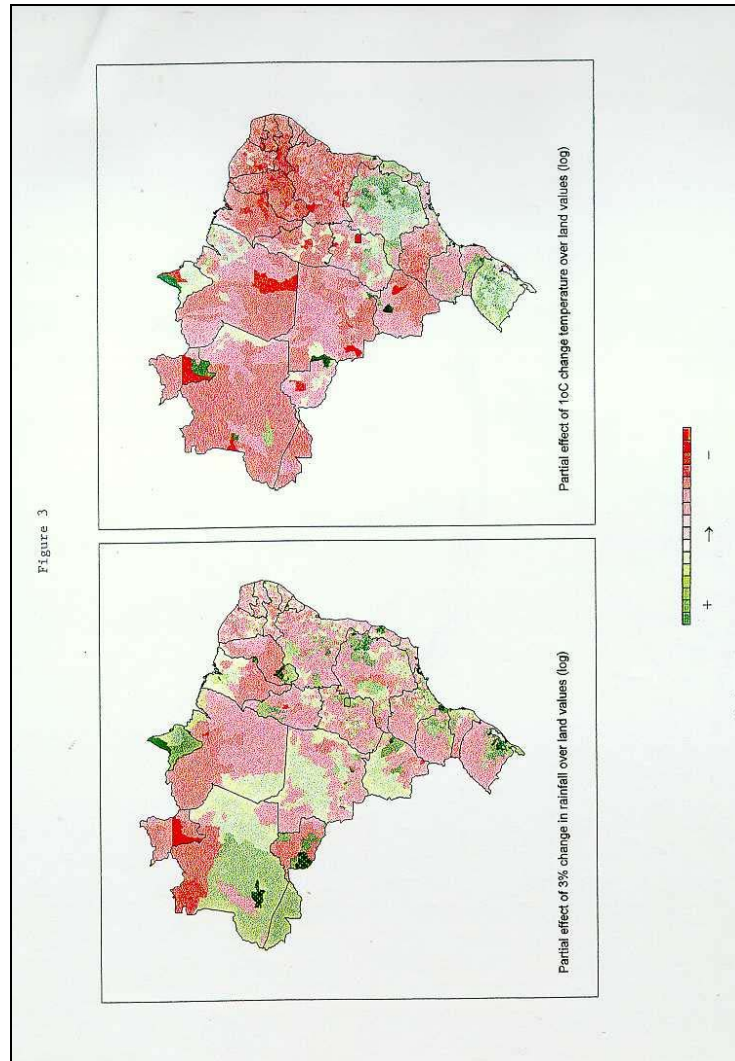 Figure 3
Partial effect of 3% change in rainfall over land values (log)
Partial effect of 1oC change temperature over land values (log)
+ → −